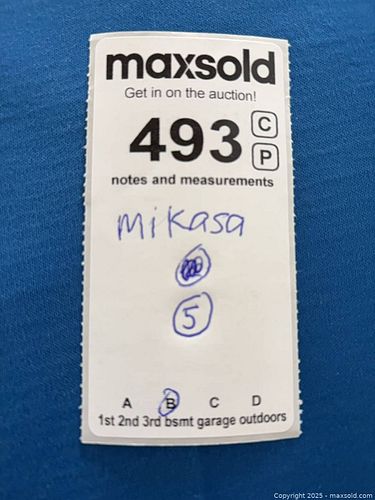 maxsold
Get in on the auction!
493 C
P
notes and measurements
mikasa
5
A B C D
1st 2nd 3rd bsmt garage outdoors
Copyright 2025 - maxsold.com